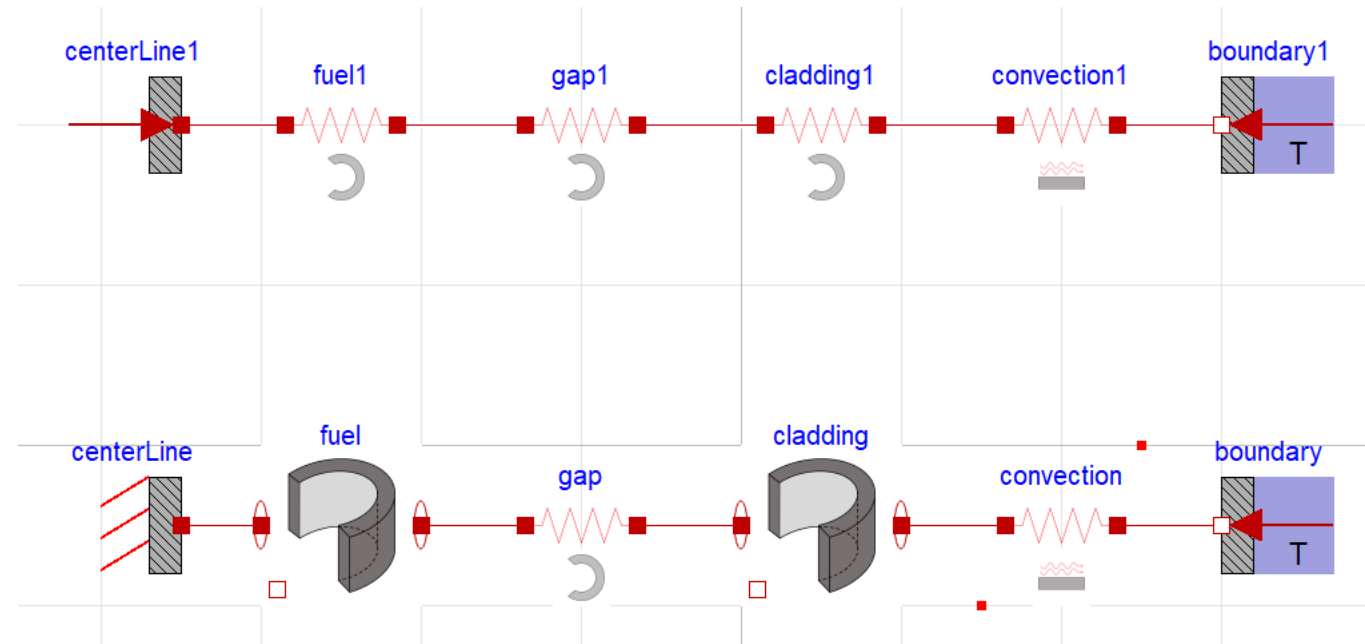 centerLine1
fuel1
gap1
cladding1
convection1
boundary1
T
centerLine
fuel
gap
cladding
convection
boundary
T